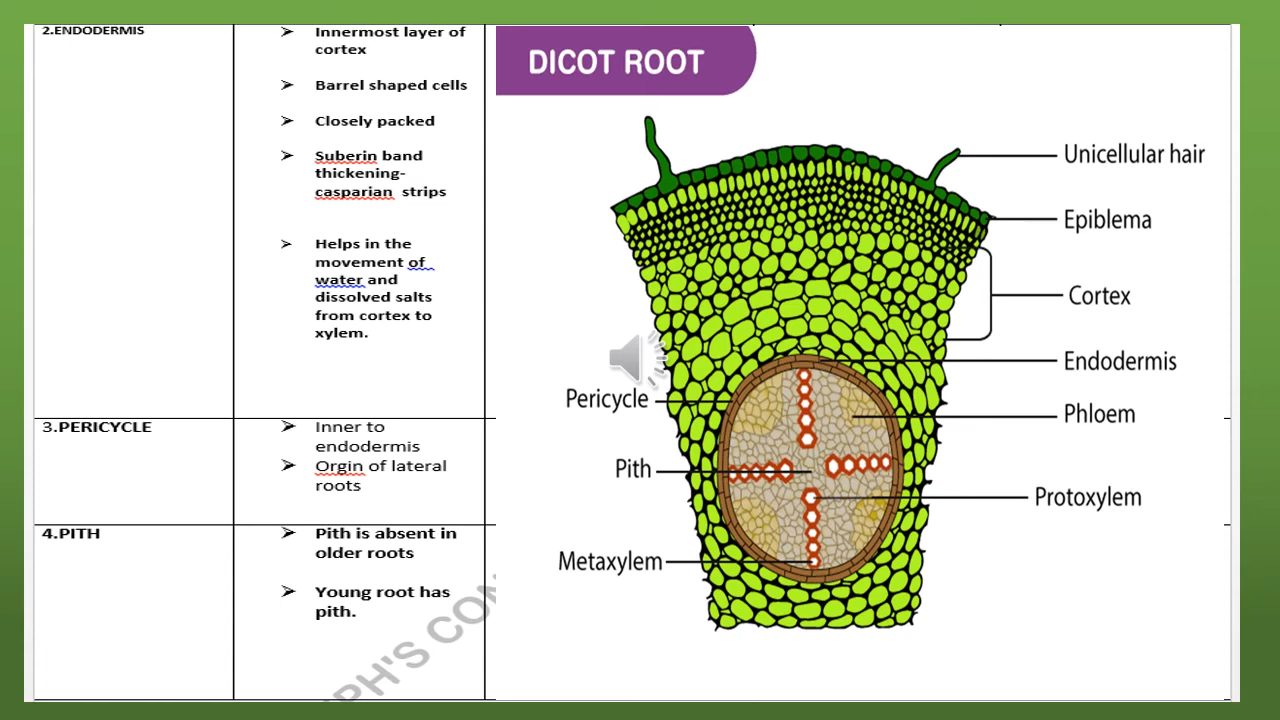 2.ENDODERMIS
➢ Innermost layer of
cortex
➢ Barrel shaped cells
➢ Closely packed
➢ Suberin band
thickening-
casparian strips
➢ Helps in the
movement of
water and
dissolved salts
from cortex to
xylem.
3.PERICYCLE
➢ Inner to
endodermis
➢ Orgin of lateral
roots
4.PITH
➢ Pith is absent in
older roots
➢ Young root has
pith.
DICOT ROOT
Unicellular hair
Epiblema
Cortex
Endodermis
Pericycle
Phloem
Pith
Protoxylem
Metaxylem
PH'S CON